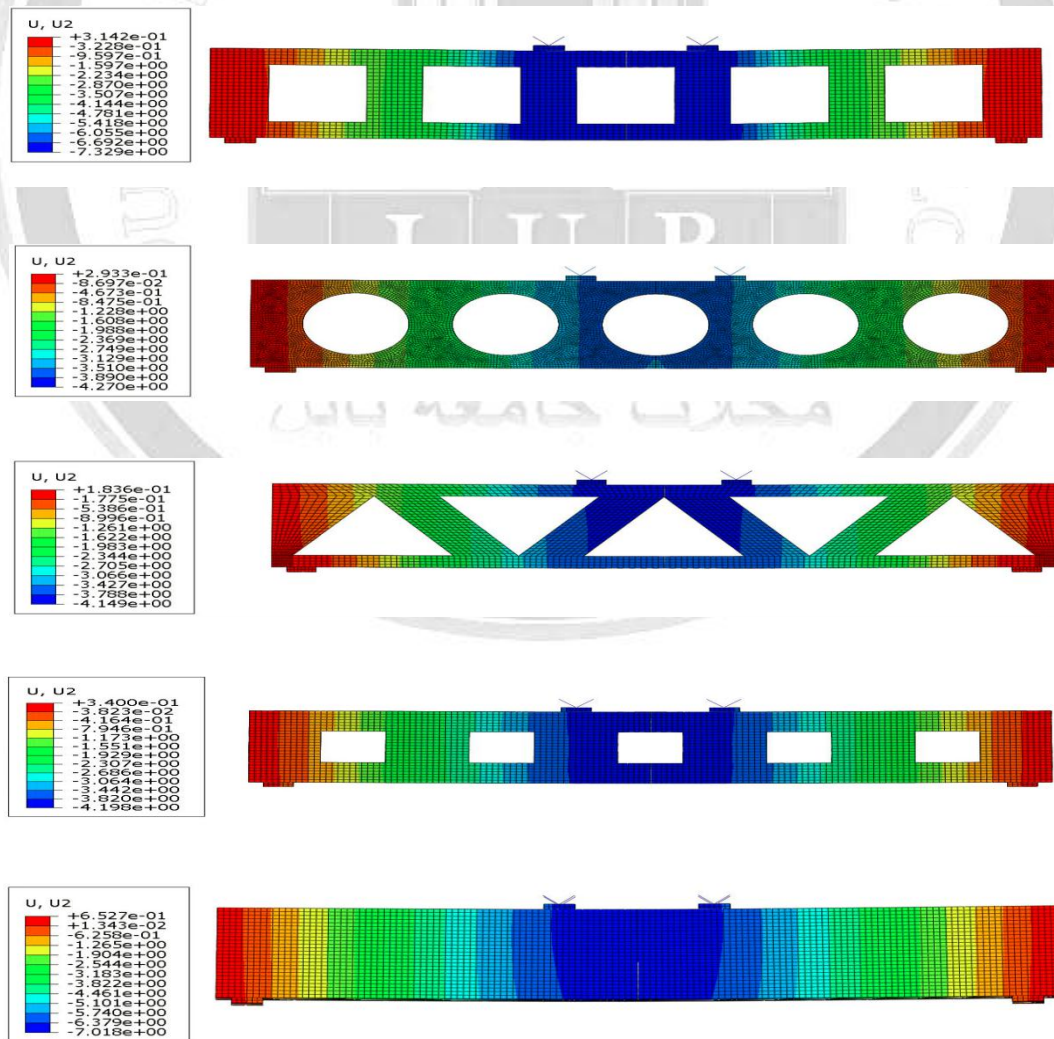 U, U2
+3.142e-01
-3.228e-01
-9.597e-01
-1.597e+00
-2.234e+00
-2.870e+00
-3.507e+00
-4.144e+00
-4.781e+00
-5.418e+00
-6.055e+00
-6.692e+00
-7.329e+00
I U B
U, U2
+2.933e-01
-8.697e-02
-4.673e-01
-8.475e-01
-1.228e+00
-1.608e+00
-1.988e+00
-2.369e+00
-2.749e+00
-3.129e+00
-3.510e+00
-3.890e+00
-4.270e+00
مجلات جامعة بابل
U, U2
+1.836e-01
-1.775e-01
-5.386e-01
-8.996e-01
-1.261e+00
-1.622e+00
-1.983e+00
-2.344e+00
-2.705e+00
-3.066e+00
-3.427e+00
-3.788e+00
-4.149e+00
U, U2
+3.400e-01
-3.823e-02
-4.164e-01
-7.946e-01
-1.173e+00
-1.551e+00
-1.929e+00
-2.307e+00
-2.686e+00
-3.064e+00
-3.442e+00
-3.820e+00
-4.198e+00
U, U2
+6.527e-01
+1.343e-02
-6.258e-01
-1.265e+00
-1.904e+00
-2.544e+00
-3.183e+00
-3.822e+00
-4.461e+00
-5.101e+00
-5.740e+00
-6.379e+00
-7.018e+00